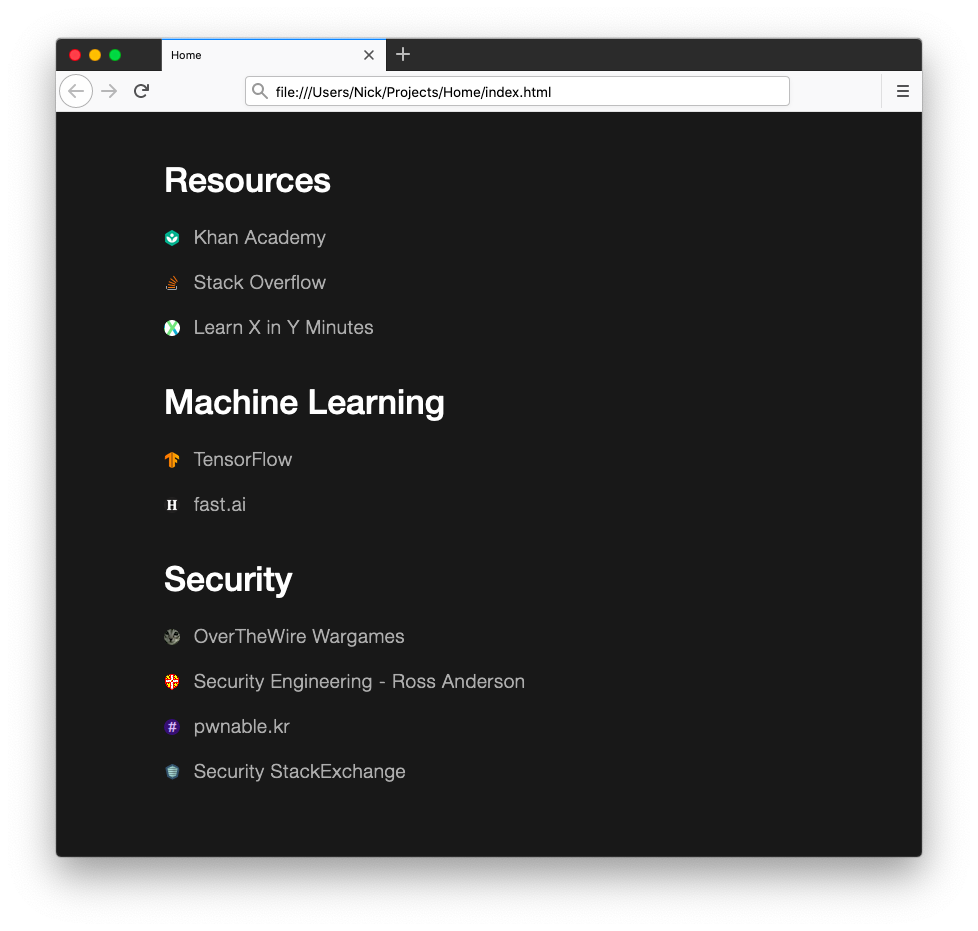 Home
file:///Users/Nick/Projects/Home/index.html
Resources
Khan Academy
Stack Overflow
Learn X in Y Minutes
Machine Learning
TensorFlow
H fast.ai
Security
OverTheWire Wargames
Security Engineering - Ross Anderson
# pwnable.kr
Security StackExchange